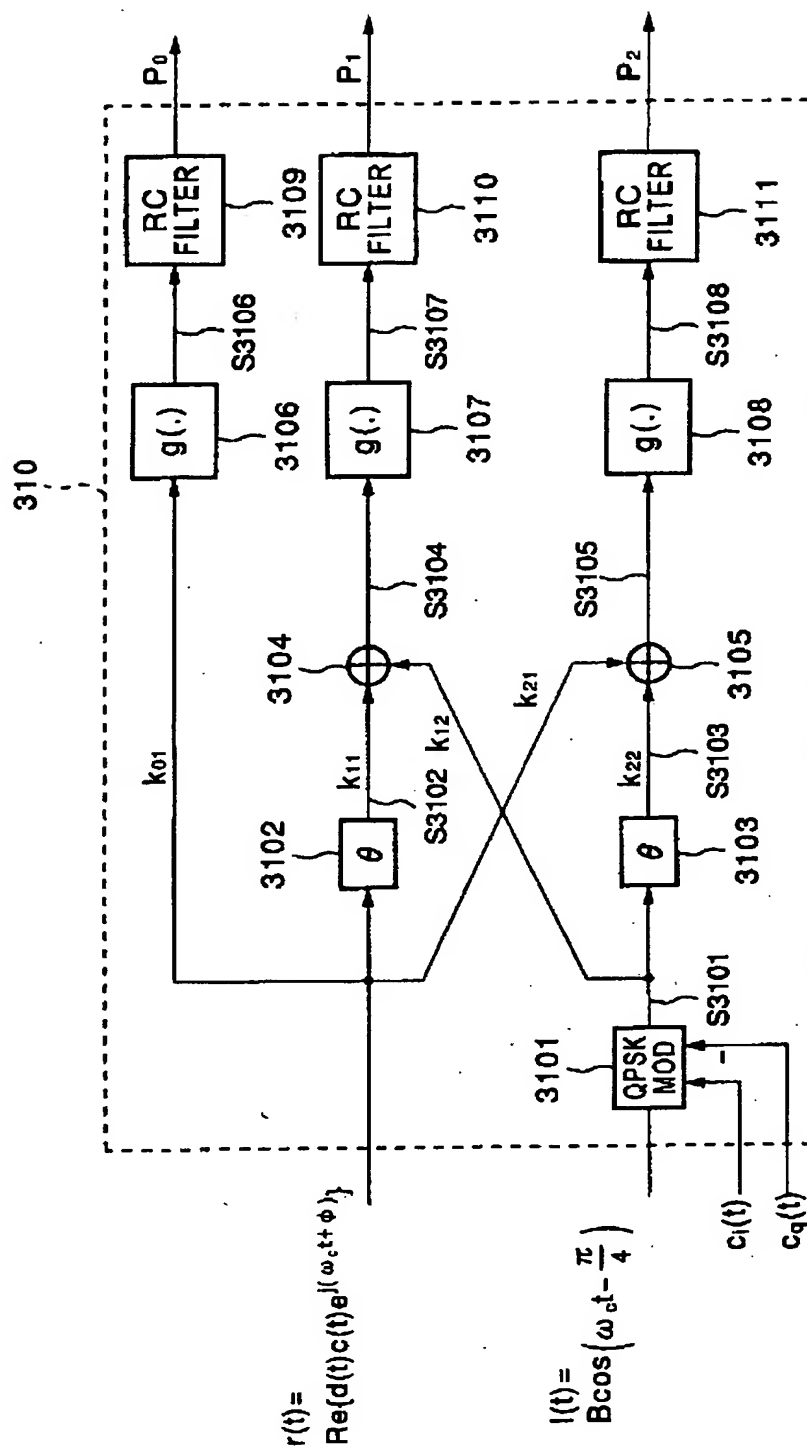 310
r(t)=
Re{d(t)c(t)e^{j(ω_c t+φ)}}
k01
g(.)
3106
S3106
RC
FILTER
3109
P0
3102
θ
k11
S3102
3104
S3104
g(.)
3107
S3107
RC
FILTER
3110
P1
k12
k21
l(t)=
Bcos(ω_c t-π/4)
3101
QPSK
MOD
−
ci(t)
cq(t)
S3101
θ
3103
k22
S3103
3105
S3105
g(.)
3108
S3108
RC
FILTER
3111
P2